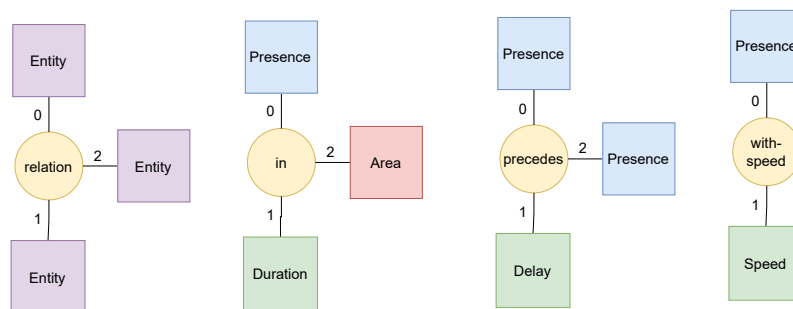 Entity
0
relation
2
Entity
1
Entity
Presence
0
in
2
Area
1
Duration
Presence
0
precedes
2
Presence
1
Delay
Presence
0
with-
speed
1
Speed